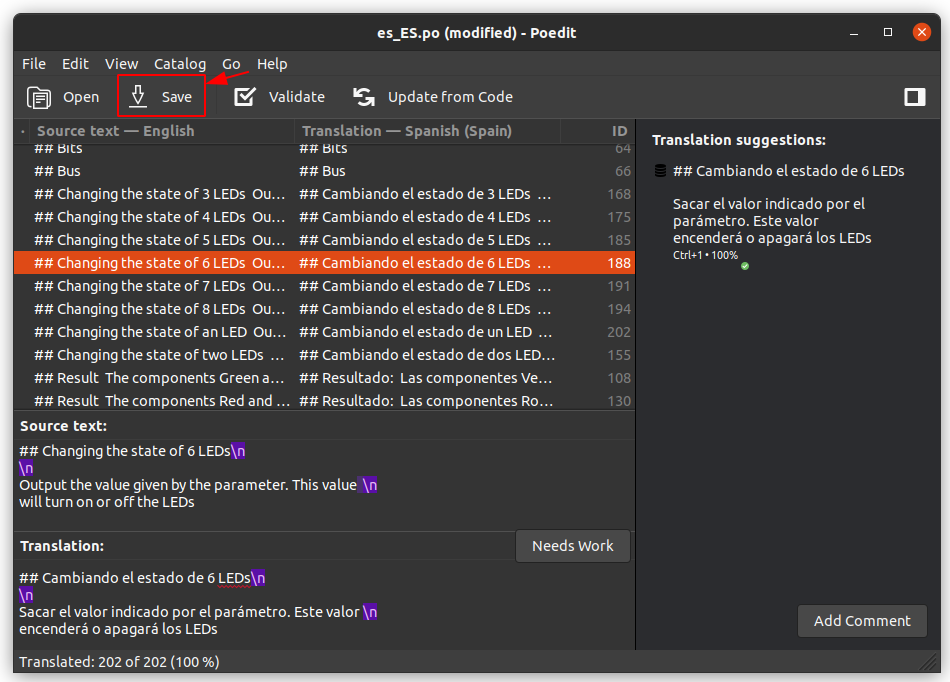 es_ES.po (modified) - Poedit
File Edit View Catalog Go Help
Open Save Validate Update from Code
Source text — English Translation — Spanish (Spain) ID
## Bits ## Bits 64
## Bus ## Bus 66
## Changing the state of 3 LEDs Ou... ## Cambiando el estado de 3 LEDs ... 168
## Changing the state of 4 LEDs Ou... ## Cambiando el estado de 4 LEDs ... 175
## Changing the state of 5 LEDs Ou... ## Cambiando el estado de 5 LEDs ... 185
## Changing the state of 6 LEDs Ou... ## Cambiando el estado de 6 LEDs ... 188
## Changing the state of 7 LEDs Ou... ## Cambiando el estado de 7 LEDs ... 191
## Changing the state of 8 LEDs Ou... ## Cambiando el estado de 8 LEDs ... 194
## Changing the state of an LED Ou... ## Cambiando el estado de un LED ... 202
## Changing the state of two LEDs ... ## Cambiando el estado de dos LED... 155
## Result The components Green a... ## Resultado: Las componentes Ve... 108
## Result The components Red and ... ## Resultado: Las componentes Ro... 130
Source text:
## Changing the state of 6 LEDs\n
\n
Output the value given by the parameter. This value \n
will turn on or off the LEDs
Translation:
Needs Work
## Cambiando el estado de 6 LEDs\n
\n
Sacar el valor indicado por el parámetro. Este valor \n
encenderá o apagará los LEDs
Translated: 202 of 202 (100 %)
Translation suggestions:
## Cambiando el estado de 6 LEDs
Sacar el valor indicado por el
parámetro. Este valor
encenderá o apagará los LEDs
Ctrl+1 • 100%
Add Comment